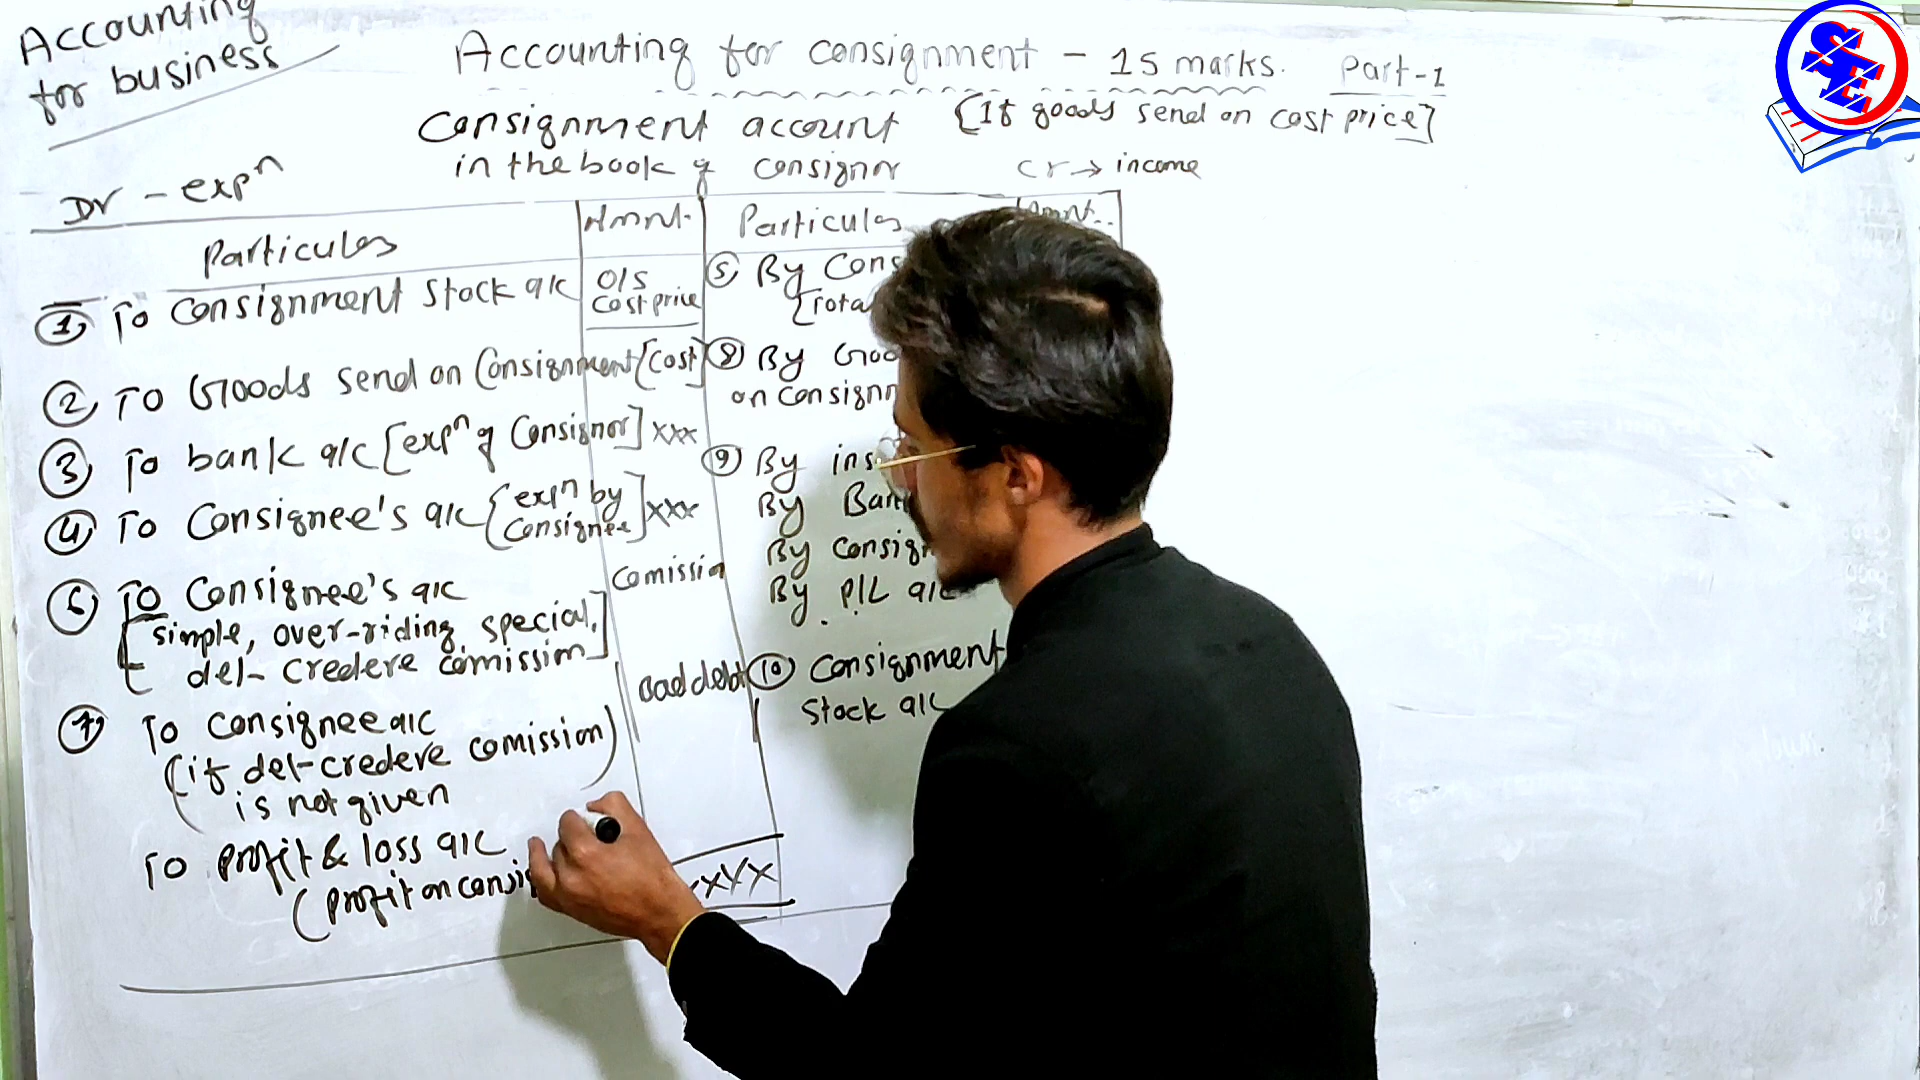 Accounting
for business
Accounting for consignment - 15 marks. Part-1
Consignment account [If goods send on cost price]
in the book of consignor
Dr - expn
Cr → income
Particulars
Amnt.
Particulars
Amnt..
① To Consignment Stock a/c
O/S
Cost price
② To Goods send on Consignment [Cost]
③ To bank a/c [expn of Consignor] xxx
④ To Consignee's a/c [expn by
Consignee] xxx
⑥ To Consignee's a/c
[simple, over-riding, special,
del-credere comission]
Comission
⑦ To Consignee a/c
(if del-credere comission)
is not given
Bad debt
To profit & loss a/c
(profit on consi
xxx
⑤ By Cons
[Tota
⑧ By Goo
on consignm
⑨ By ins
By Ban
By Consign
By P/L a/c
⑩ Consignment
Stock a/c
SEE